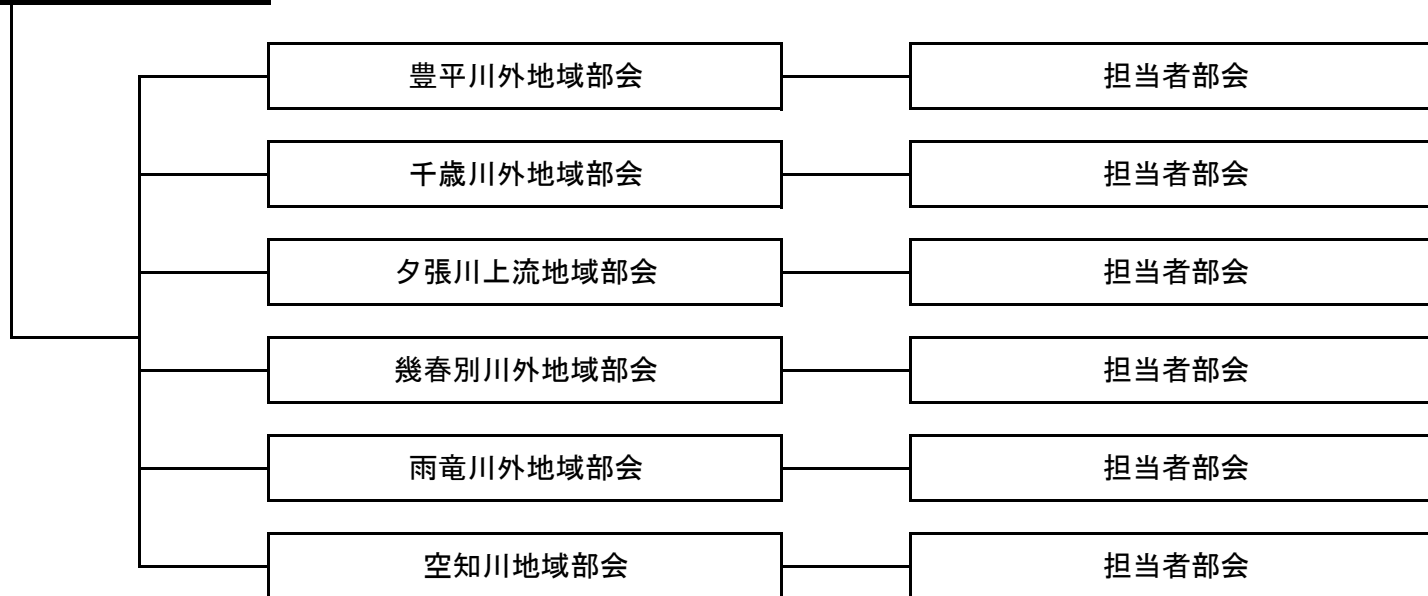 豊平川外地域部会 担当者部会
千歳川外地域部会 担当者部会
夕張川上流地域部会 担当者部会
幾春別川外地域部会 担当者部会
雨竜川外地域部会 担当者部会
空知川地域部会 担当者部会